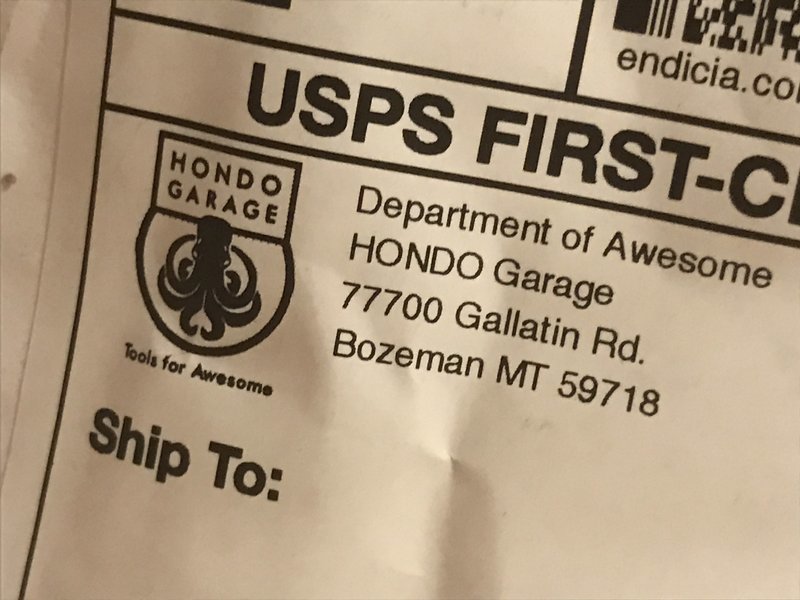 endicia.co
USPS FIRST-C
HONDO
GARAGE
Tools for Awesome
Department of Awesome
HONDO Garage
77700 Gallatin Rd.
Bozeman MT 59718
Ship To: